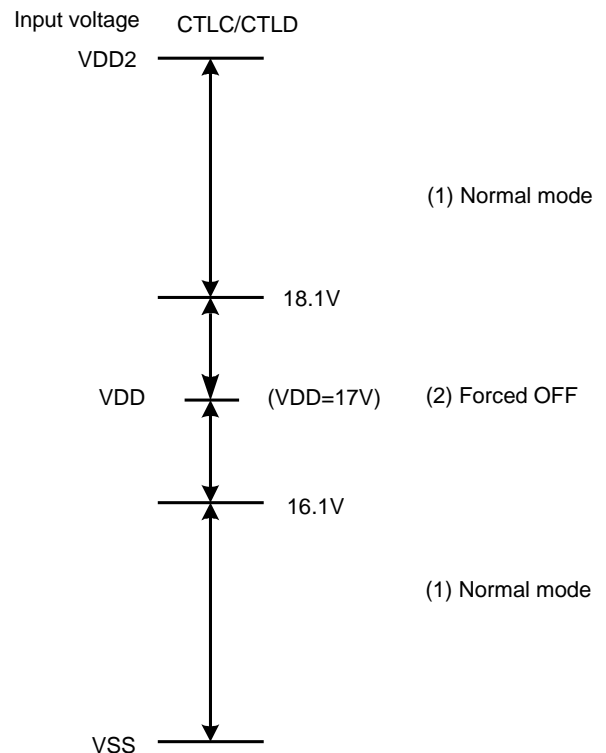 Input voltage CTLC/CTLD
VDD2
(1) Normal mode
18.1V
VDD (VDD=17V) (2) Forced OFF
16.1V
(1) Normal mode
VSS